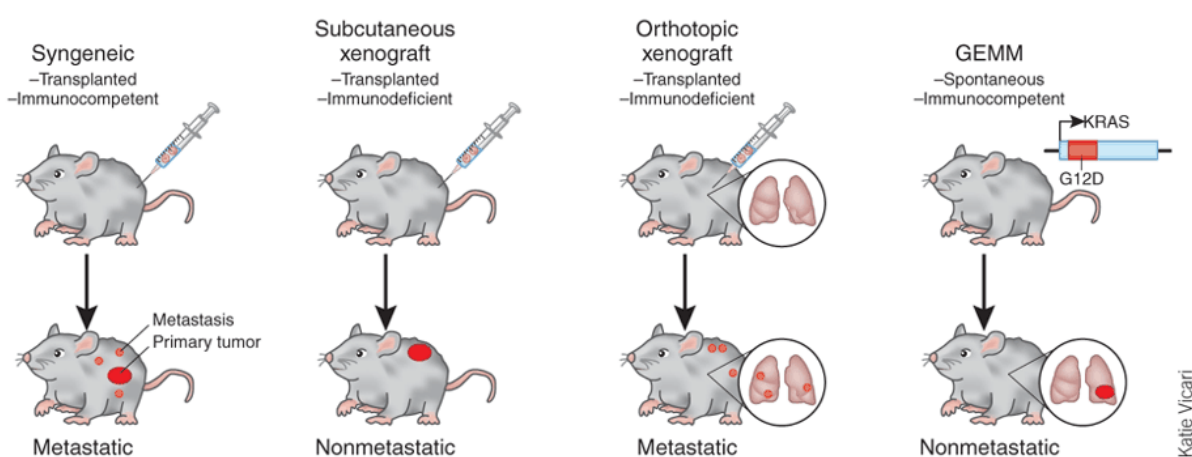 Syngeneic
–Transplanted
–Immunocompetent
Subcutaneous
xenograft
–Transplanted
–Immunodeficient
Orthotopic
xenograft
–Transplanted
–Immunodeficient
GEMM
–Spontaneous
–Immunocompetent
KRAS
G12D
Metastasis
Primary tumor
Metastatic
Nonmetastatic
Metastatic
Nonmetastatic
Katie Vicari